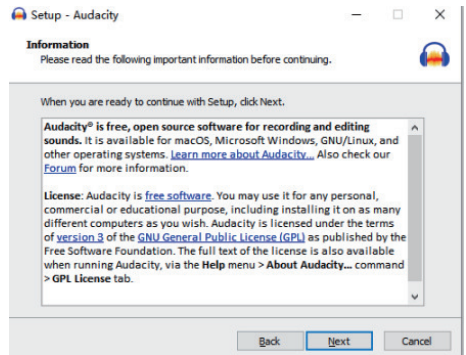 Setup - Audacity
Information
Please read the following important information before continuing.
When you are ready to continue with Setup, click Next.
Audacity® is free, open source software for recording and editing
sounds. It is available for macOS, Microsoft Windows, GNU/Linux, and
other operating systems. Learn more about Audacity... Also check our
Forum for more information.
License: Audacity is free software. You may use it for any personal,
commercial or educational purpose, including installing it on as many
different computers as you wish. Audacity is licensed under the terms
of version 3 of the GNU General Public License (GPL) as published by the
Free Software Foundation. The full text of the license is also available
when running Audacity, via the Help menu > About Audacity... command
> GPL License tab.
Back Next Cancel